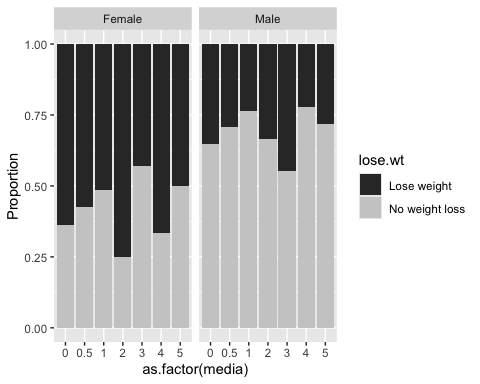 Female Male
1.00
0.75
0.50
0.25
0.00
Proportion
0 0.5 1 2 3 4 5 0 0.5 1 2 3 4 5
as.factor(media)
lose.wt
Lose weight
No weight loss